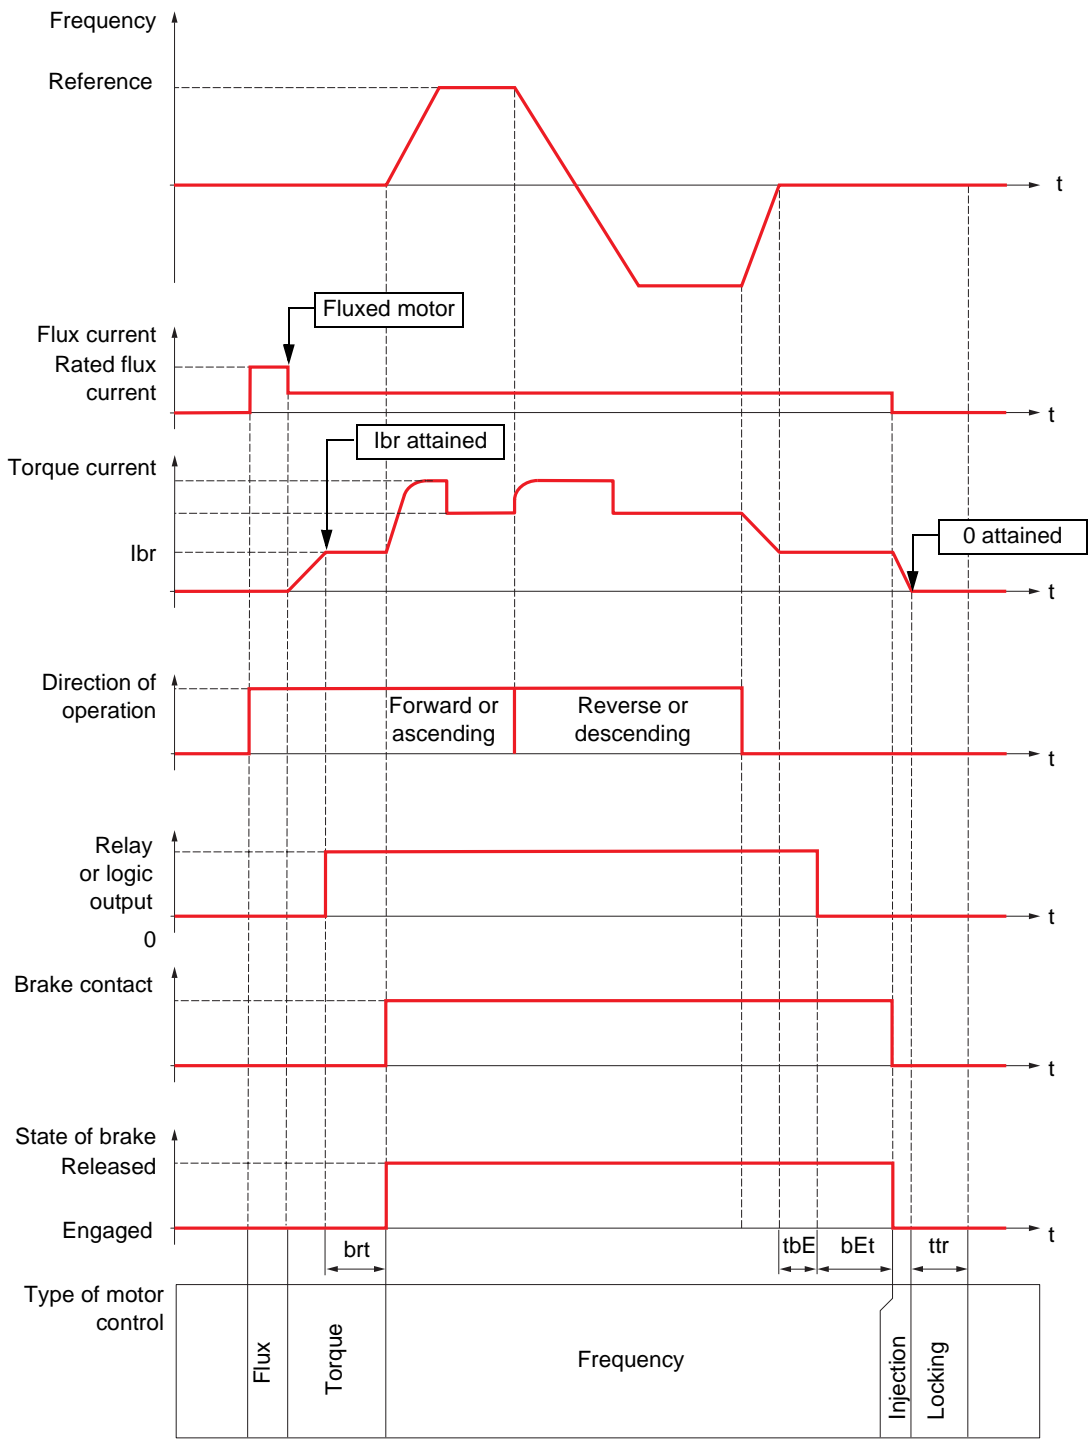 Frequency
Reference
t
Fluxed motor
Flux current
Rated flux
current
t
Ibr attained
Torque current
Ibr
0 attained
t
Direction of
operation
Forward or
ascending
Reverse or
descending
t
Relay
or logic
output
0
t
Brake contact
t
State of brake
Released
Engaged
t
brt
tbE
bEt
ttr
Type of motor
control
Flux
Torque
Frequency
Injection
Locking